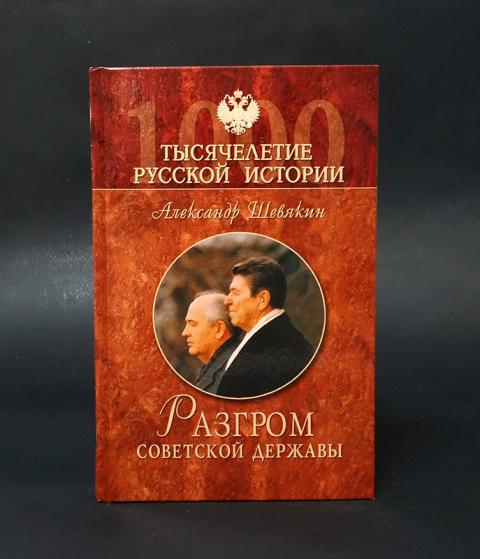 1000
ТЫСЯЧЕЛЕТИЕ
РУССКОЙ ИСТОРИИ
Александр Шевякин
РАЗГРОМ
СОВЕТСКОЙ ДЕРЖАВЫ